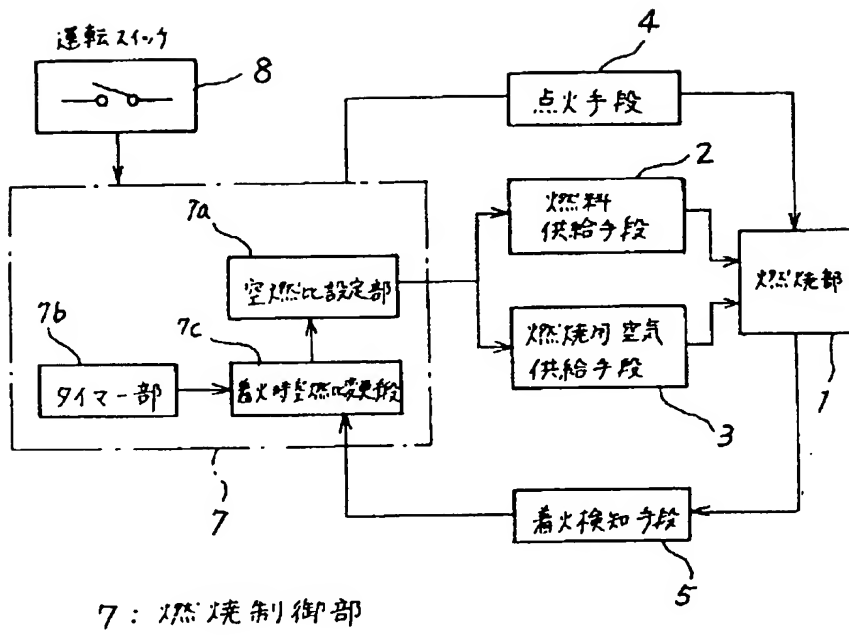 運転スイッチ
8
4
点火手段
2
燃料
供給手段
7a
空燃比設定部
燃焼部
7b
7c
燃焼用空気
供給手段
1
タイマー部
着火時空燃比変更手段
3
7
着火検知手段
5
7：燃焼制御部